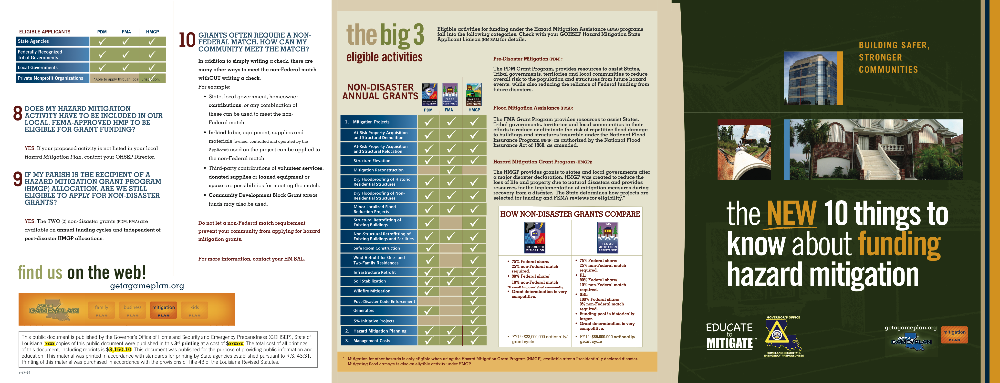 ELIGIBLE APPLICANTS PDM FMA HMGP
State Agencies
Federally Recognized
Tribal Governments
Local Governments
Private Nonprofit Organizations *Able to apply through local jurisdiction.
8 DOES MY HAZARD MITIGATION
ACTIVITY HAVE TO BE INCLUDED IN OUR
LOCAL, FEMA-APPROVED HMP TO BE
ELIGIBLE FOR GRANT FUNDING?
YES. If your proposed activity is not listed in your local
Hazard Mitigation Plan, contact your OHSEP Director.
9 IF MY PARISH IS THE RECIPIENT OF A
HAZARD MITIGATION GRANT PROGRAM
(HMGP) ALLOCATION, ARE WE STILL
ELIGIBLE TO APPLY FOR NON-DISASTER
GRANTS?
YES. The TWO (2) non-disaster grants (PDM, FMA) are
available on annual funding cycles and independent of
post-disaster HMGP allocations.
find us on the web!
getagameplan.org
GET A
GAME PLAN
family
PLAN
business
PLAN
mitigation
PLAN
kids
PLAN
This public document is published by the Governor's Office of Homeland Security and Emergency Preparedness (GOHSEP), State of
Louisiana. xxxx copies of this public document were published in this 3rd printing at a cost of $xxxxxx. The total cost of all printings
of this document, including reprints is $3,150.10. This document was published for the purpose of providing public information and
education. This material was printed in accordance with standards for printing by State agencies established pursuant to R.S. 43:31.
Printing of this material was purchased in accordance with the provisions of Title 43 of the Louisiana Revised Statutes.
2-27-14
10 GRANTS OFTEN REQUIRE A NON-
FEDERAL MATCH. HOW CAN MY
COMMUNITY MEET THE MATCH?
In addition to simply writing a check, there are
many other ways to meet the non-Federal match
withOUT writing a check.
For example:
• State, local government, homeowner
contributions, or any combination of
these can be used to meet the non-
Federal match.
• In-kind labor, equipment, supplies and
materials (owned, controlled and operated by the
Applicant) used on the project can be applied to
the non-Federal match.
• Third-party contributions of volunteer services,
donated supplies or loaned equipment or
space are possibilities for meeting the match.
• Community Development Block Grant (CDBG)
funds may also be used.
Do not let a non-Federal match requirement
prevent your community from applying for hazard
mitigation grants.
For more information, contact your HM SAL.
the big 3
eligible activities
Eligible activities for funding under the Hazard Mitigation Assistance (HMA) programs
fall into the following categories. Check with your GOHSEP Hazard Mitigation State
Applicant Liaison (HM SAL) for details.
NON-DISASTER
ANNUAL GRANTS
PRE-DISASTER
MITIGATION
FLOOD
MITIGATION
ASSISTANCE
HMGP
HAZARD
MITIGATION
GRANT PROGRAM
PDM FMA HMGP
1. Mitigation Projects
At-Risk Property Acquisition
and Structural Demolition
At-Risk Property Acquisition
and Structural Relocation
Structure Elevation
Mitigation Reconstruction
Dry Floodproofing of Historic
Residential Structures
Dry Floodproofing of Non-
Residential Structures
Minor Localized Flood
Reduction Projects
Structural Retrofitting of
Existing Buildings
Non-Structural Retrofitting of
Existing Buildings and Facilities
Safe Room Construction
Wind Retrofit for One- and
Two-Family Residences
Infrastructure Retrofit
Soil Stabilization
Wildfire Mitigation
Post-Disaster Code Enforcement
Generators
5% Initiative Projects
2. Hazard Mitigation Planning
3. Management Costs
Pre-Disaster Mitigation (PDM) :
The PDM Grant Program, provides resources to assist States,
Tribal governments, territories and local communities to reduce
overall risk to the population and structures from future hazard
events, while also reducing the reliance of Federal funding from
future disasters.
Flood Mitigation Assistance (FMA):
The FMA Grant Program provides resources to assist States,
Tribal governments, territories and local communities in their
efforts to reduce or eliminate the risk of repetitive flood damage
to buildings and structures insurable under the National Flood
Insurance Program (NFIP) as authorized by the National Flood
Insurance Act of 1968, as amended.
Hazard Mitigation Grant Program (HMGP):
The HMGP provides grants to states and local governments after
a major disaster declaration. HMGP was created to reduce the
loss of life and property due to natural disasters and provides
resources for the implementation of mitigation measures during
recovery from a disaster. The State determines how projects are
selected for funding and FEMA reviews for eligibility.*
HOW NON-DISASTER GRANTS COMPARE
PDM
PRE-DISASTER
MITIGATION
• 75% Federal share/
25% non-Federal match
required.
• 90% Federal share/
10% non-Federal match
*If small impoverished community.
• Grant determination is very
competitive.
• FY14: $23,000,000 nationally/
grant cycle
FMA
FLOOD
MITIGATION
ASSISTANCE
• 75% Federal share/
25% non-Federal match
required.
• RL:
90% Federal share/
10% non-Federal match
required.
• SRL:
100% Federal share/
0% non-Federal match
required.
• Funding pool is historically
larger.
• Grant determination is very
competitive.
• FY14: $89,000,000 nationally/
grant cycle
* Mitigation for other hazards is only eligible when using the Hazard Mitigation Grant Program (HMGP), available after a Presidentially declared disaster.
Mitigating flood damage is also an eligible activity under HMGP.
BUILDING SAFER,
STRONGER
COMMUNITIES
the NEW 10 things to
know about funding
hazard mitigation
EDUCATE
to
MITIGATE™
GOVERNOR'S OFFICE
HOMELAND SECURITY &
EMERGENCY PREPAREDNESS
getagameplan.org
GET A
GAME PLAN
mitigation
PLAN